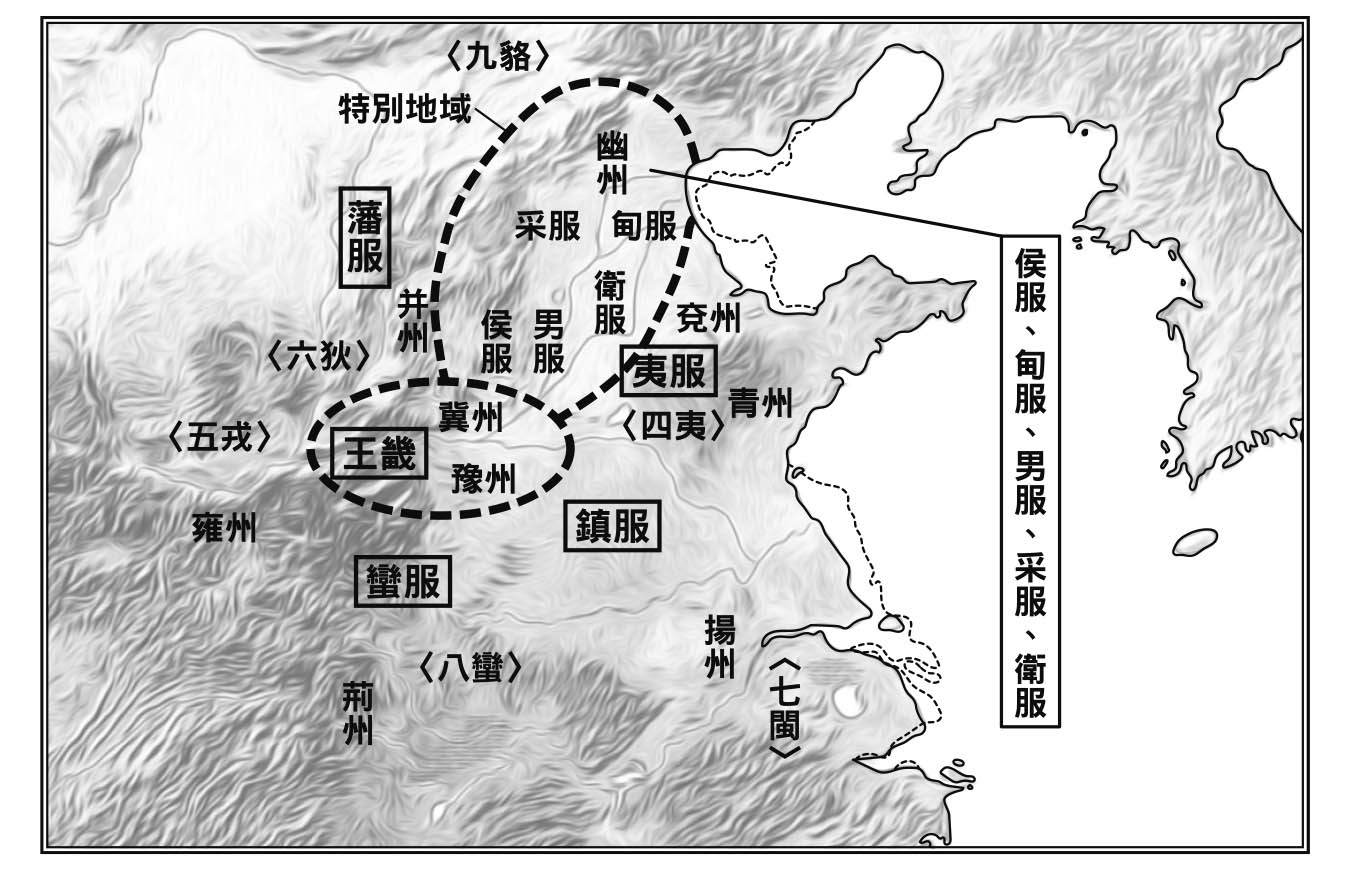 〈九貉〉
特別地域
幽州
采服
甸服
藩服
衛服
并州
侯服
男服
兗州
〈六狄〉
夷服
青州
冀州
〈四夷〉
〈五戎〉
王畿
豫州
雍州
鎮服
蠻服
揚州
〈八蠻〉
〈七閩〉
荊州
侯服、甸服、男服、采服、衛服